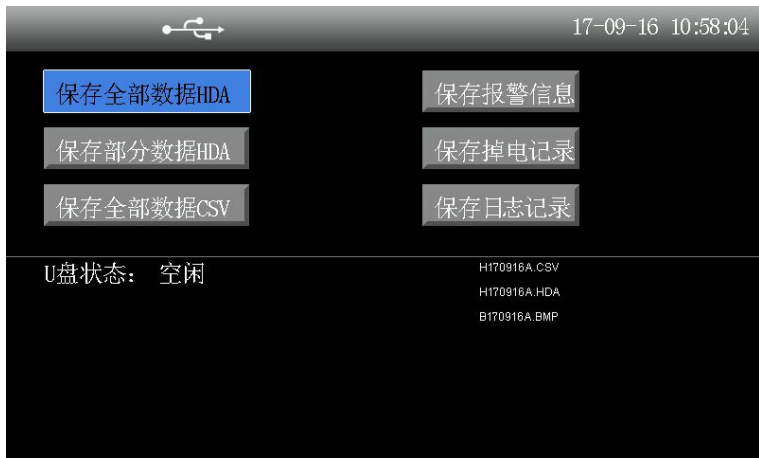 17-09-16 10:58:04
保存全部数据HDA
保存报警信息
保存部分数据HDA
保存掉电记录
保存全部数据CSV
保存日志记录
U盘状态： 空闲
H170916A.CSV
H170916A.HDA
B170916A.BMP